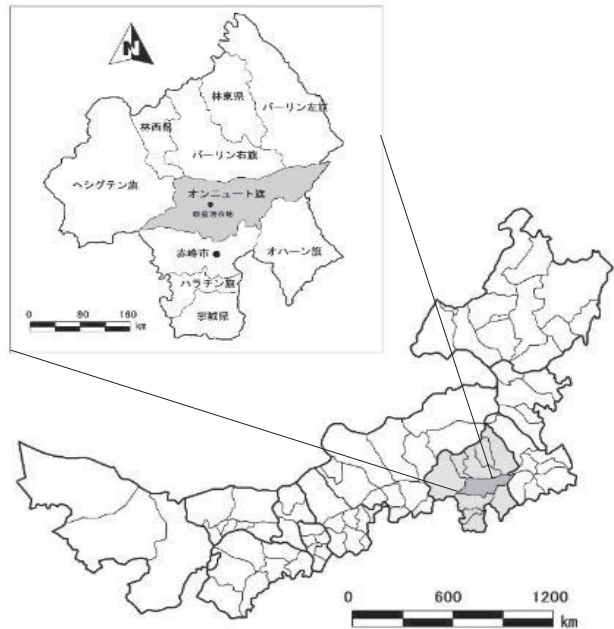 N
林東県
バーリン左旗
林西県
バーリン右旗
ヘシグテン旗
オンニュート旗
赤峰市
オハーン旗
ハラチン旗
寧城県
0 80 160
km
0 600 1200
km